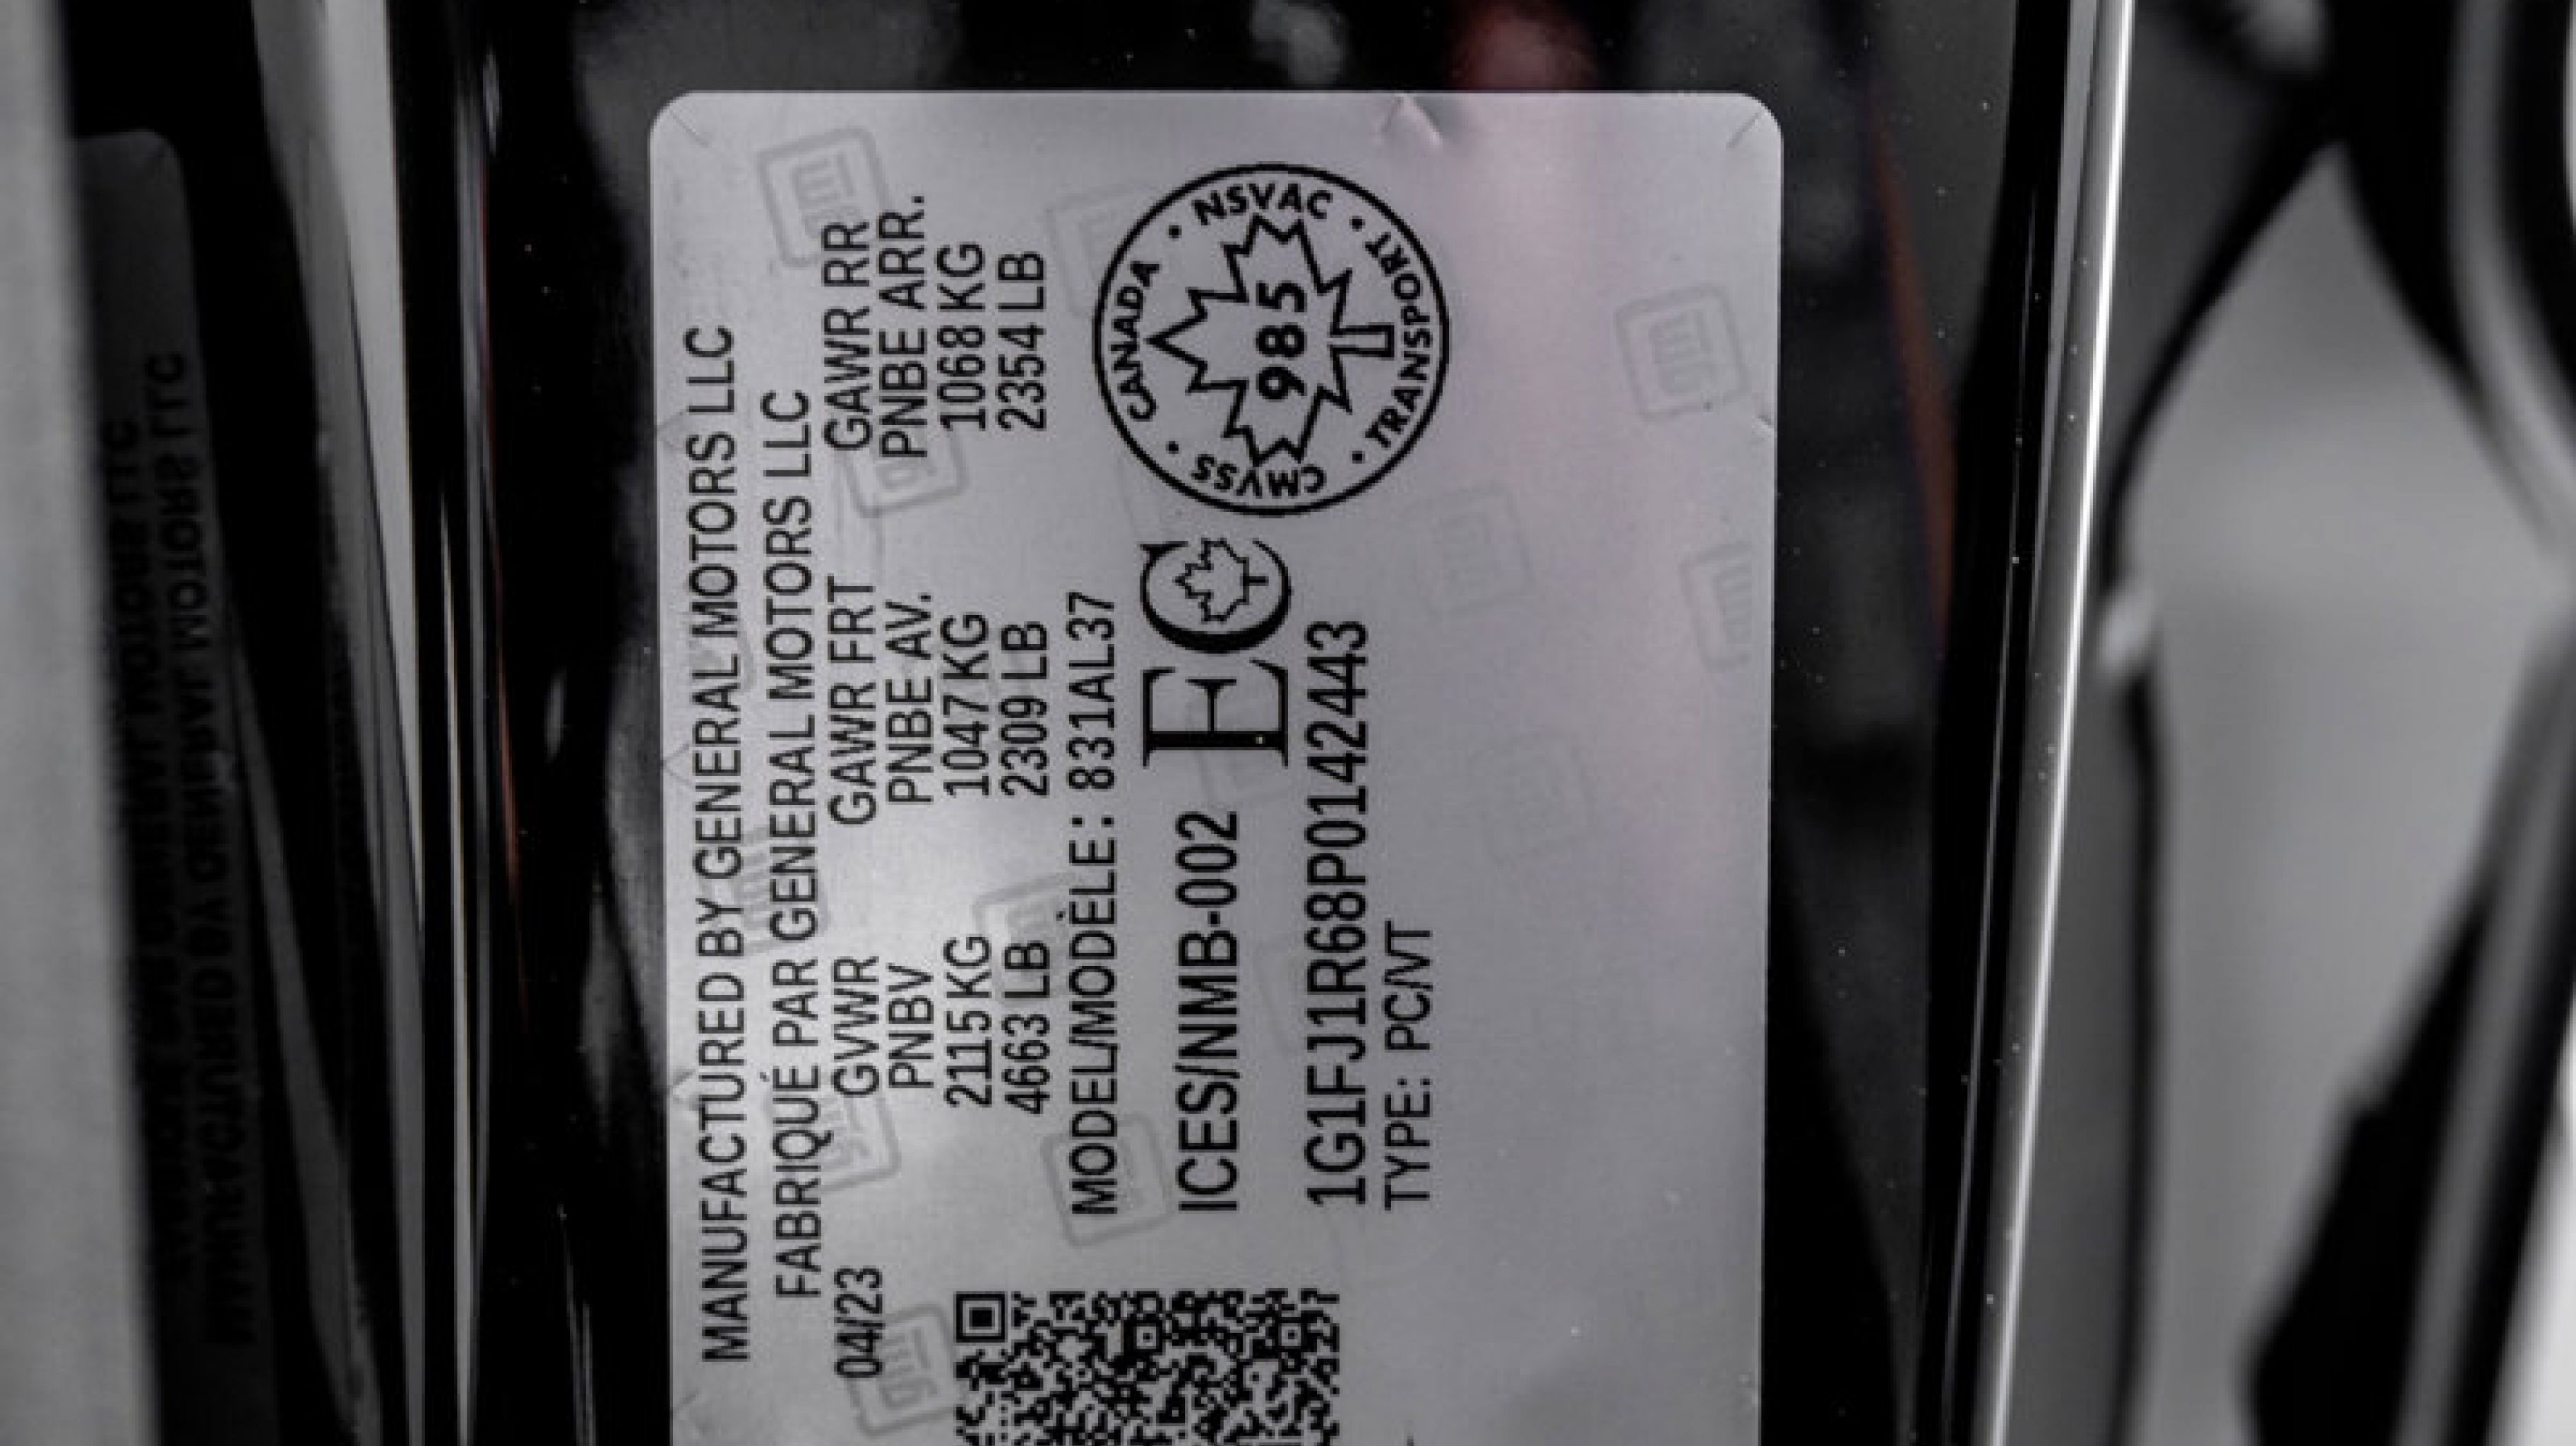 MANUFACTURED BY GENERAL MOTORS LLC
FABRIQUÉ PAR GENERAL MOTORS LLC
04/23 GVWR GAWR FRT GAWR RR
PNBV PNBE AV. PNBE ARR.
2115 KG 1047 KG 1068 KG
4663 LB 2309 LB 2354 LB
MODEL/MODÈLE: 831AL37
ICES/NMB-002 EC
CANADA • NSVAC • TRANSPORT • CMVSS •
985
1G1FJ1R68P0142443
TYPE: PC/VT